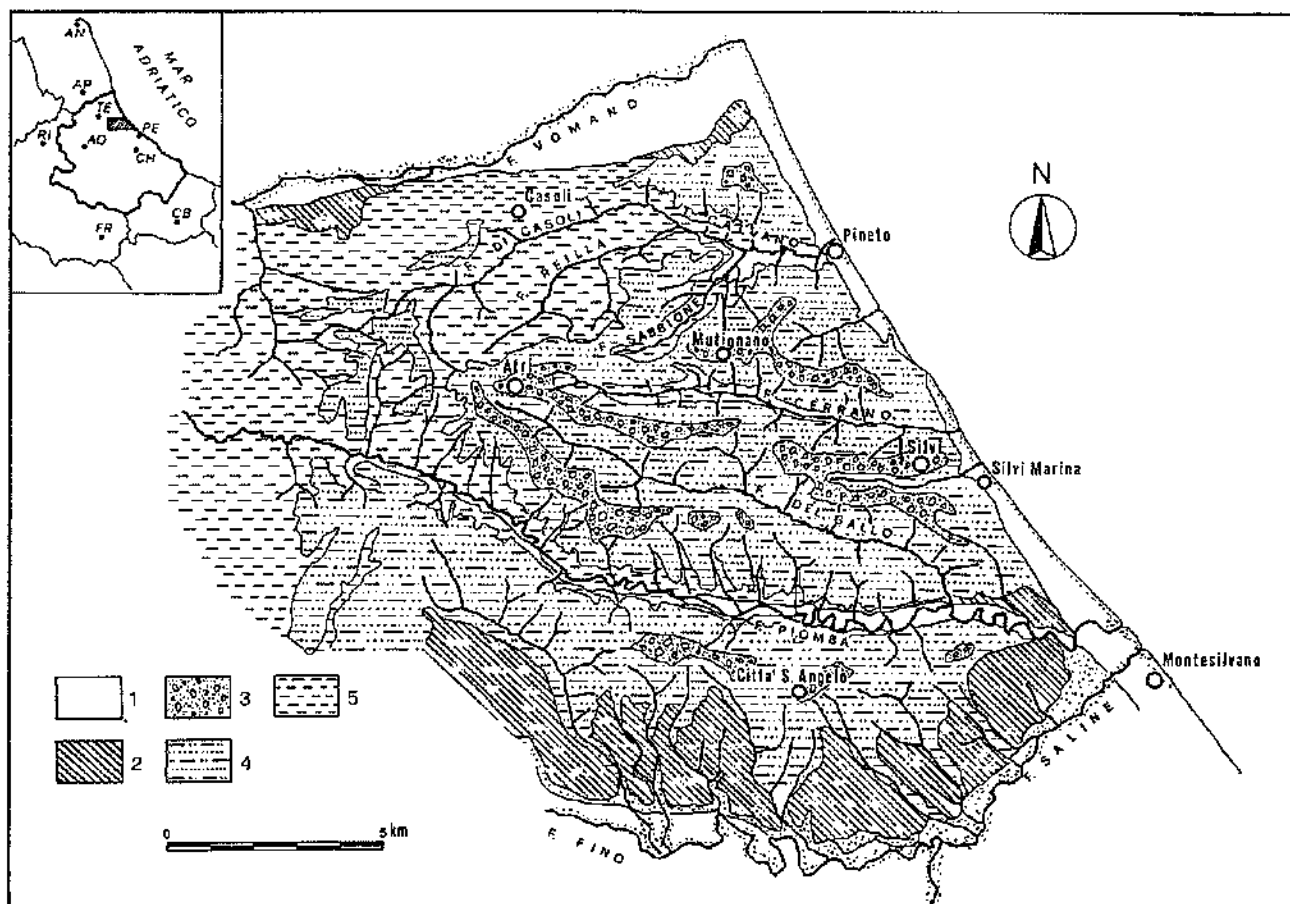 AN
MAR
ADRIATICO
AP
TE
RI
AQ
PE
CH
FR
CB
N
F. VOMANO
Casoli
F. DI CASOLI
F. REILLA
CALVANO
Pineto
F. SABBIONE
Mutignano
Atri
CERRANO
Silvi
Silvi Marina
F. DEL GALLO
F. PIOMBA
Citta' S. Angelo
Montesilvano
F. SALINE
F. FINO
1
3
5
2
4
0
5 km